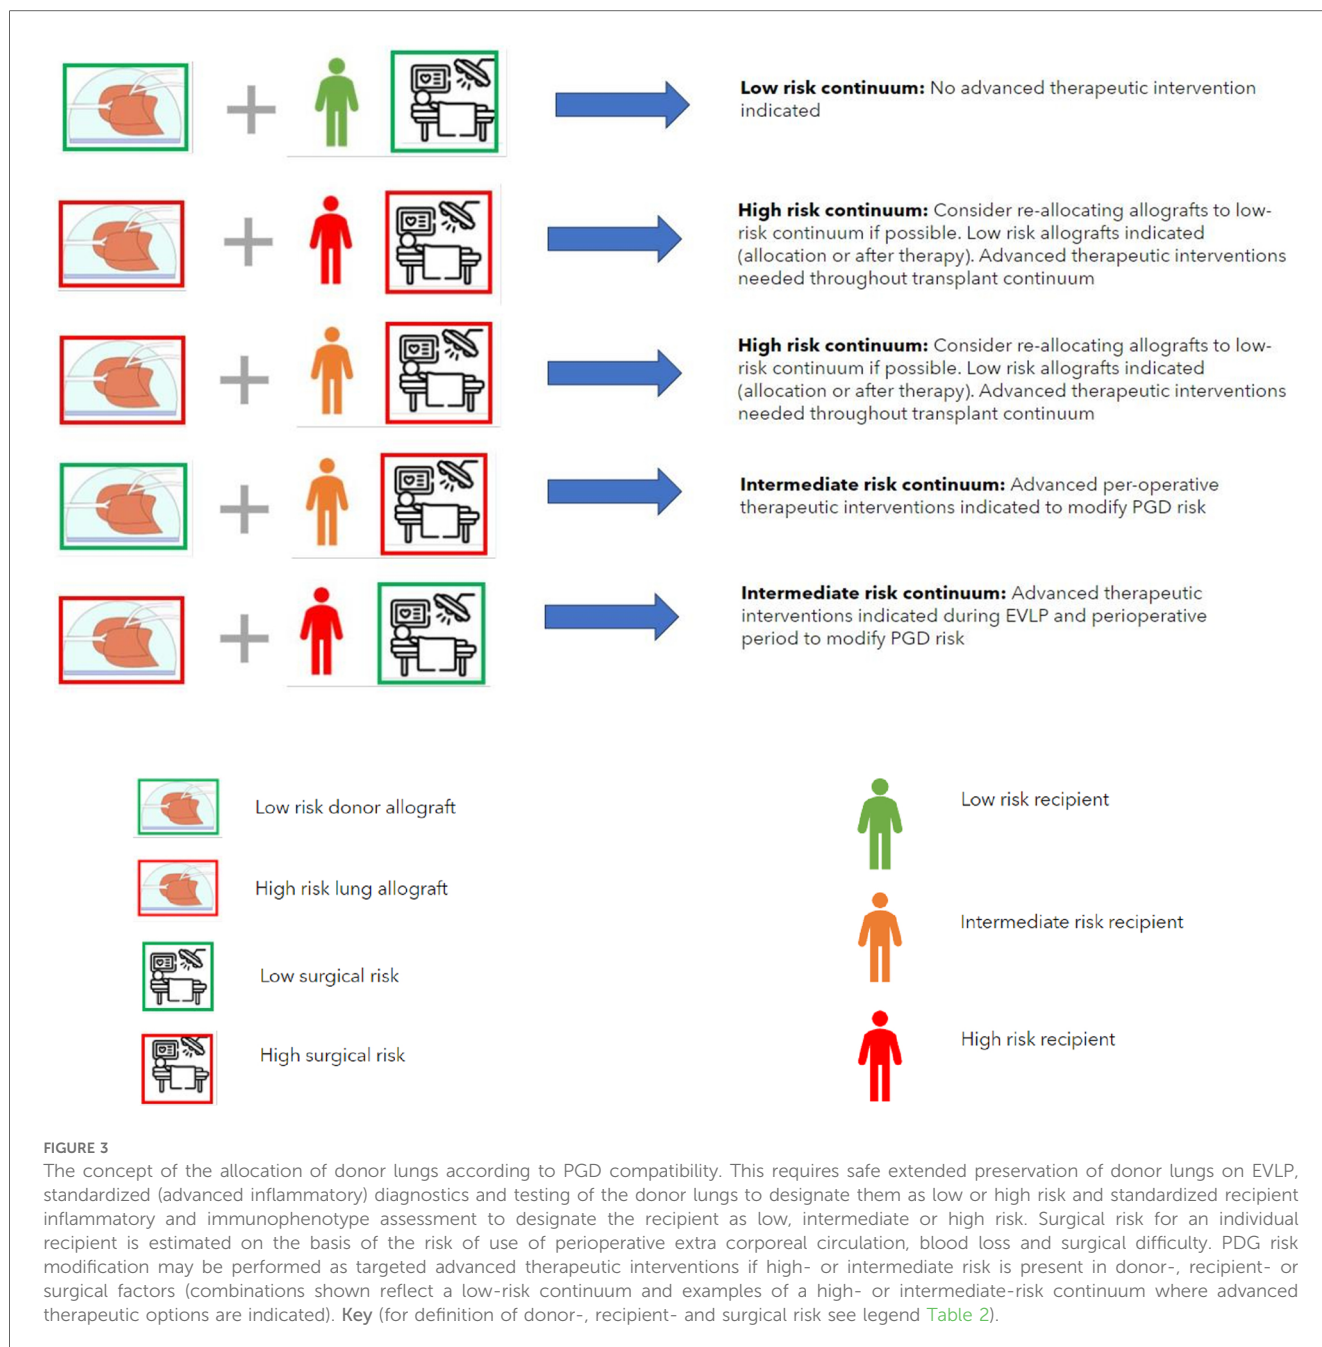 Low risk continuum: No advanced therapeutic intervention
indicated
High risk continuum: Consider re-allocating allografts to low-
risk continuum if possible. Low risk allografts indicated
(allocation or after therapy). Advanced therapeutic interventions
needed throughout transplant continuum
High risk continuum: Consider re-allocating allografts to low-
risk continuum if possible. Low risk allografts indicated
(allocation or after therapy). Advanced therapeutic interventions
needed throughout transplant continuum
Intermediate risk continuum: Advanced per-operative
therapeutic interventions indicated to modify PGD risk
Intermediate risk continuum: Advanced therapeutic
interventions indicated during EVLP and perioperative
period to modify PGD risk
Low risk donor allograft
High risk lung allograft
Low surgical risk
High surgical risk
Low risk recipient
Intermediate risk recipient
High risk recipient
FIGURE 3
The concept of the allocation of donor lungs according to PGD compatibility. This requires safe extended preservation of donor lungs on EVLP,
standardized (advanced inflammatory) diagnostics and testing of the donor lungs to designate them as low or high risk and standardized recipient
inflammatory and immunophenotype assessment to designate the recipient as low, intermediate or high risk. Surgical risk for an individual
recipient is estimated on the basis of the risk of use of perioperative extra corporeal circulation, blood loss and surgical difficulty. PDG risk
modification may be performed as targeted advanced therapeutic interventions if high- or intermediate risk is present in donor-, recipient- or
surgical factors (combinations shown reflect a low-risk continuum and examples of a high- or intermediate-risk continuum where advanced
therapeutic options are indicated). Key (for definition of donor-, recipient- and surgical risk see legend Table 2).